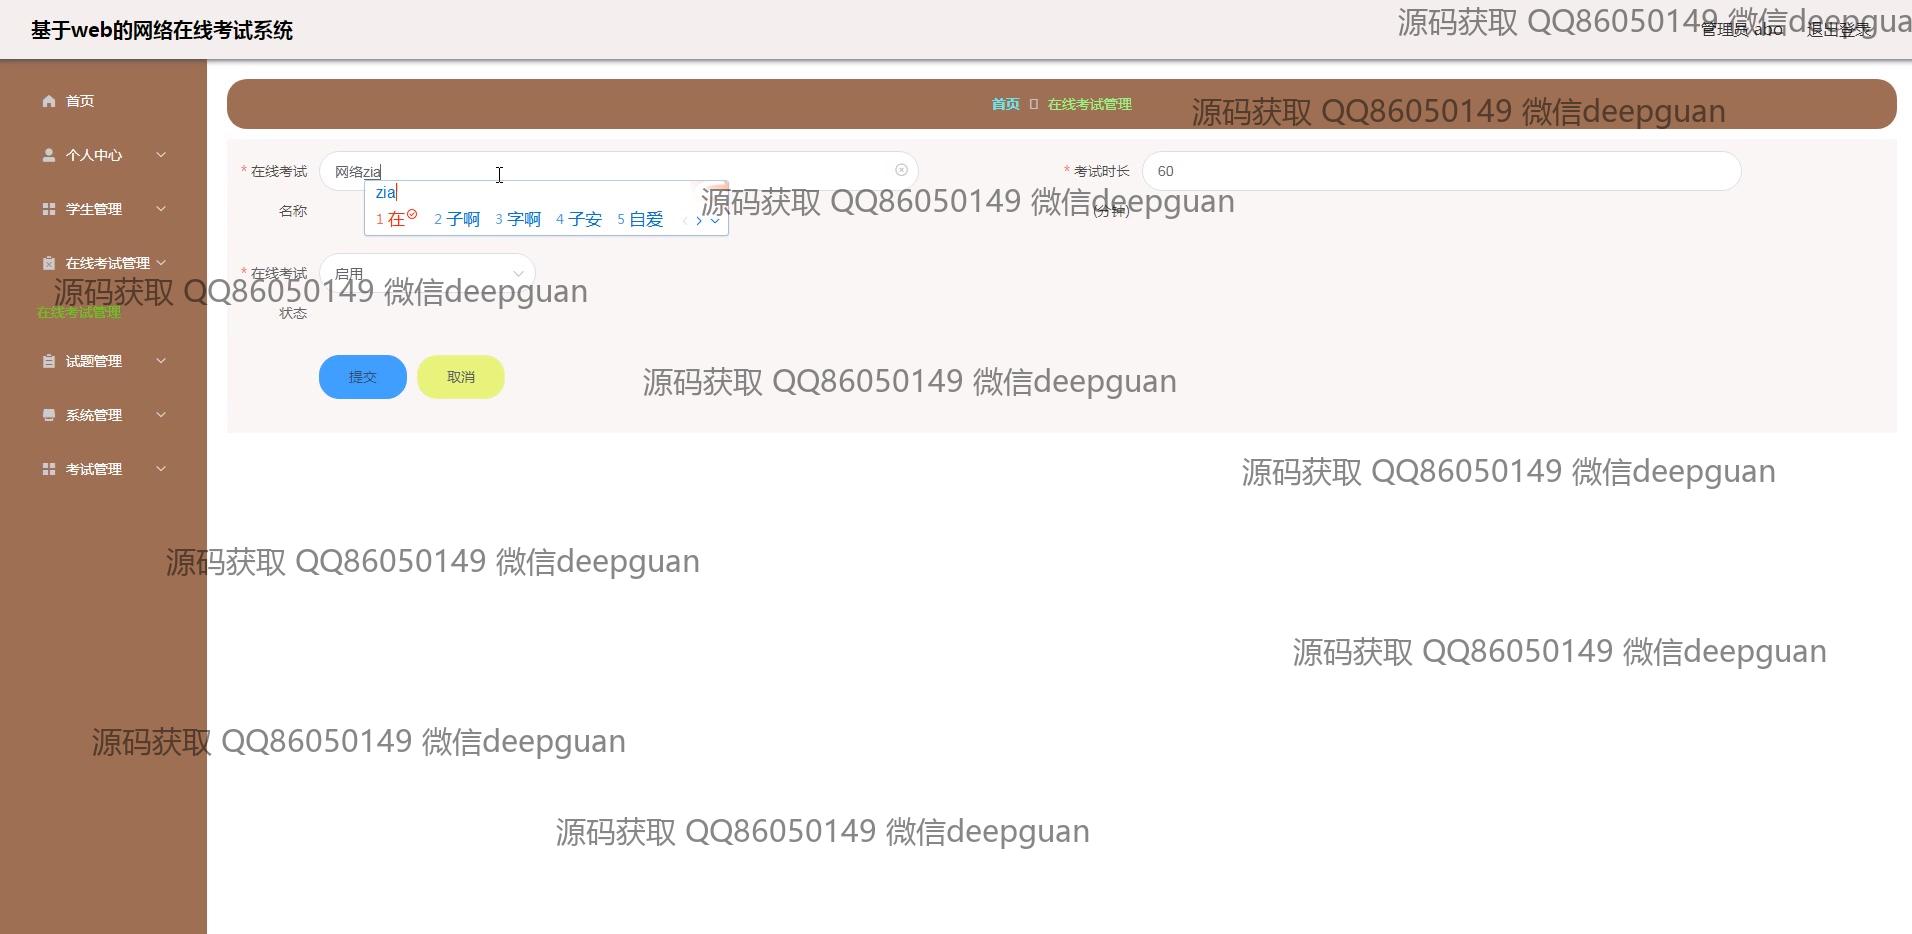 基于web的网络在线考试系统
源码获取 QQ86050149 微信deepgua
管理员 abo
退出登录
首页
个人中心
学生管理
在线考试管理
在线考试管理
试题管理
系统管理
考试管理
首页 在线考试管理
源码获取 QQ86050149 微信deepguan
* 在线考试
名称
网络zia
zia
1 在 2 子啊 3 字啊 4 子安 5 自爱
* 考试时长
(分钟)
60
源码获取 QQ86050149 微信deepguan
* 在线考试
状态
启用
源码获取 QQ86050149 微信deepguan
提交
取消
源码获取 QQ86050149 微信deepguan
源码获取 QQ86050149 微信deepguan
源码获取 QQ86050149 微信deepguan
源码获取 QQ86050149 微信deepguan
源码获取 QQ86050149 微信deepguan
源码获取 QQ86050149 微信deepguan